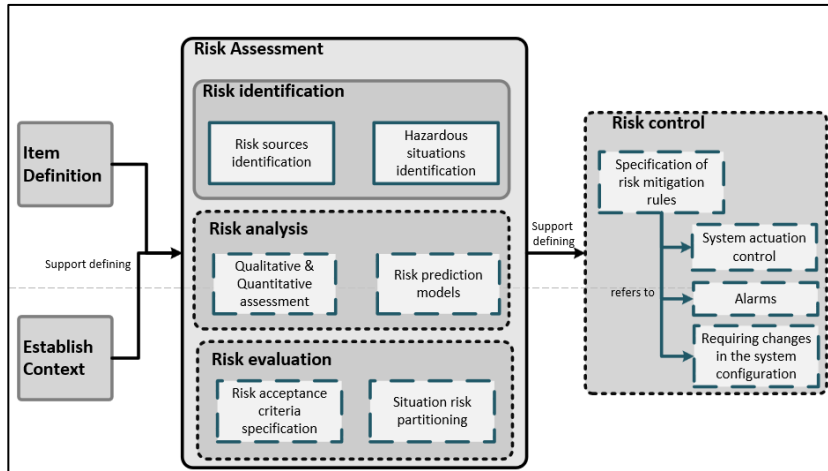 Item
Definition
Establish
Context
Support defining
Risk Assessment
Risk identification
Risk sources
identification
Hazardous
situations
identification
Risk analysis
Qualitative &
Quantitative
assessment
Risk prediction
models
Risk evaluation
Risk acceptance
criteria
specification
Situation risk
partitioning
Support
defining
Risk control
Specification of
risk mitigation
rules
refers to
System actuation
control
Alarms
Requiring changes
in the system
configuration